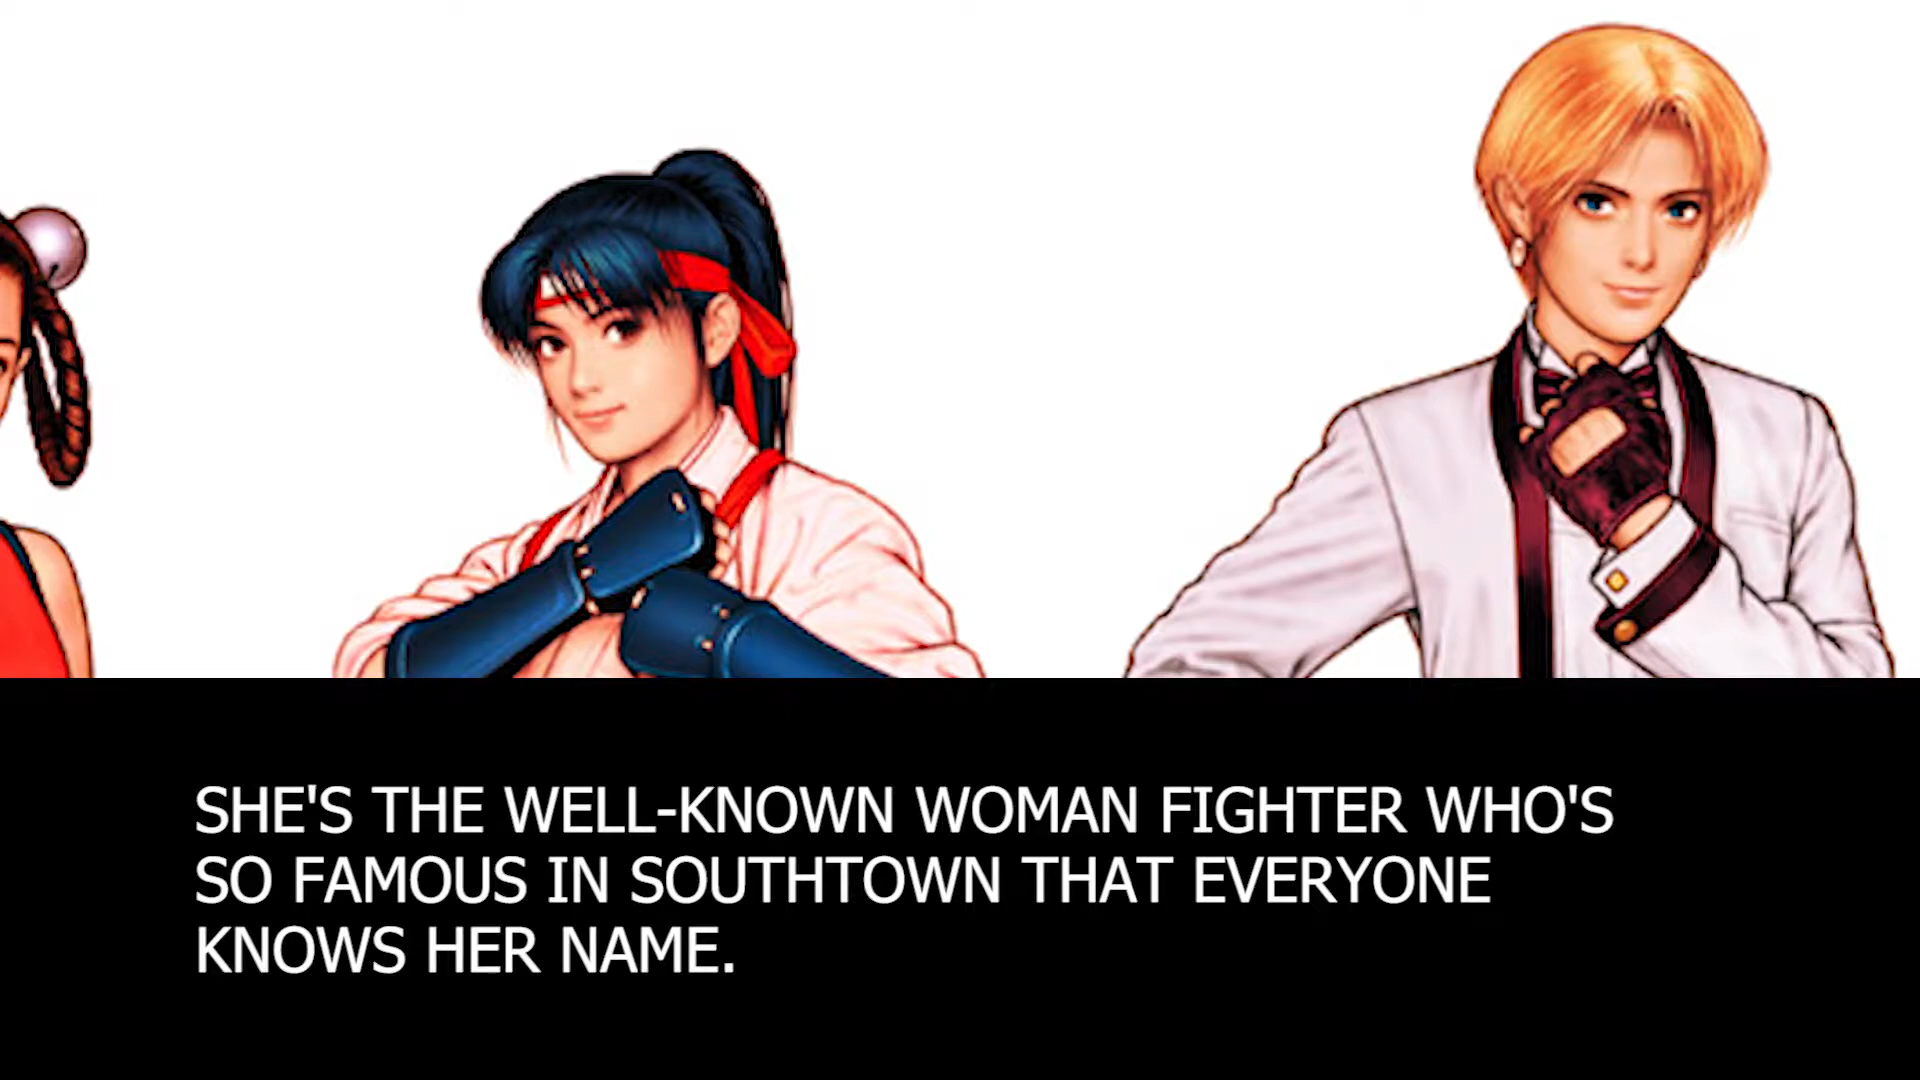 SHE'S THE WELL-KNOWN WOMAN FIGHTER WHO'S
SO FAMOUS IN SOUTHTOWN THAT EVERYONE
KNOWS HER NAME.